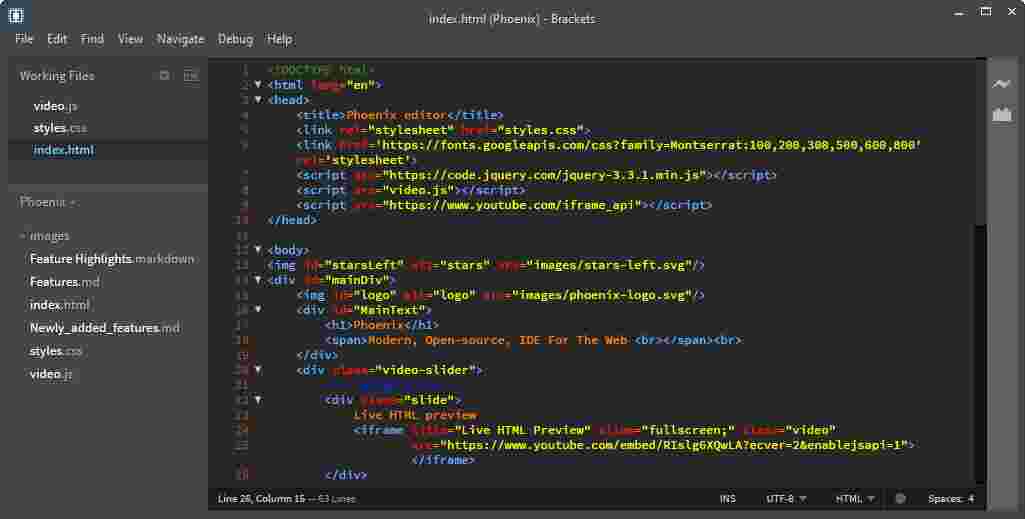 index.html (Phoenix) - Brackets
File Edit Find View Navigate Debug Help
Working Files
video.js
styles.css
index.html
Phoenix
images
Feature Highlights.markdown
Features.md
index.html
Newly_added_features.md
styles.css
video.js
1 <!DOCTYPE html>
2 <html lang="en">
3 <head>
4 <title>Phoenix editor</title>
5 <link rel="stylesheet" href="styles.css">
6 <link href='https://fonts.googleapis.com/css?family=Montserrat:100,200,300,500,600,800'
rel='stylesheet'>
7 <script src="https://code.jquery.com/jquery-3.3.1.min.js"></script>
8 <script src="video.js"></script>
9 <script src="https://www.youtube.com/iframe_api"></script>
10 </head>
11
12 <body>
13 <img id="starsLeft" alt="stars" src="images/stars-left.svg"/>
14 <div id="mainDiv">
15 <img id="logo" alt="logo" src="images/phoenix-logo.svg"/>
16 <div id="MainText">
17 <h1>Phoenix</h1>
18 <span>Modern, Open-source, IDE For The Web <br></span><br>
19 </div>
20 <div class="video-slider">
21
22 <div class="slide">
23 Live HTML preview
24 <iframe title="Live HTML Preview" allow="fullscreen;" class="video"
25 src="https://www.youtube.com/embed/RIslg6XQwLA?ecver=2&enablejsapi=1">
</iframe>
26 </div>
Line 26, Column 15 — 63 Lines INS UTF-8 HTML Spaces: 4